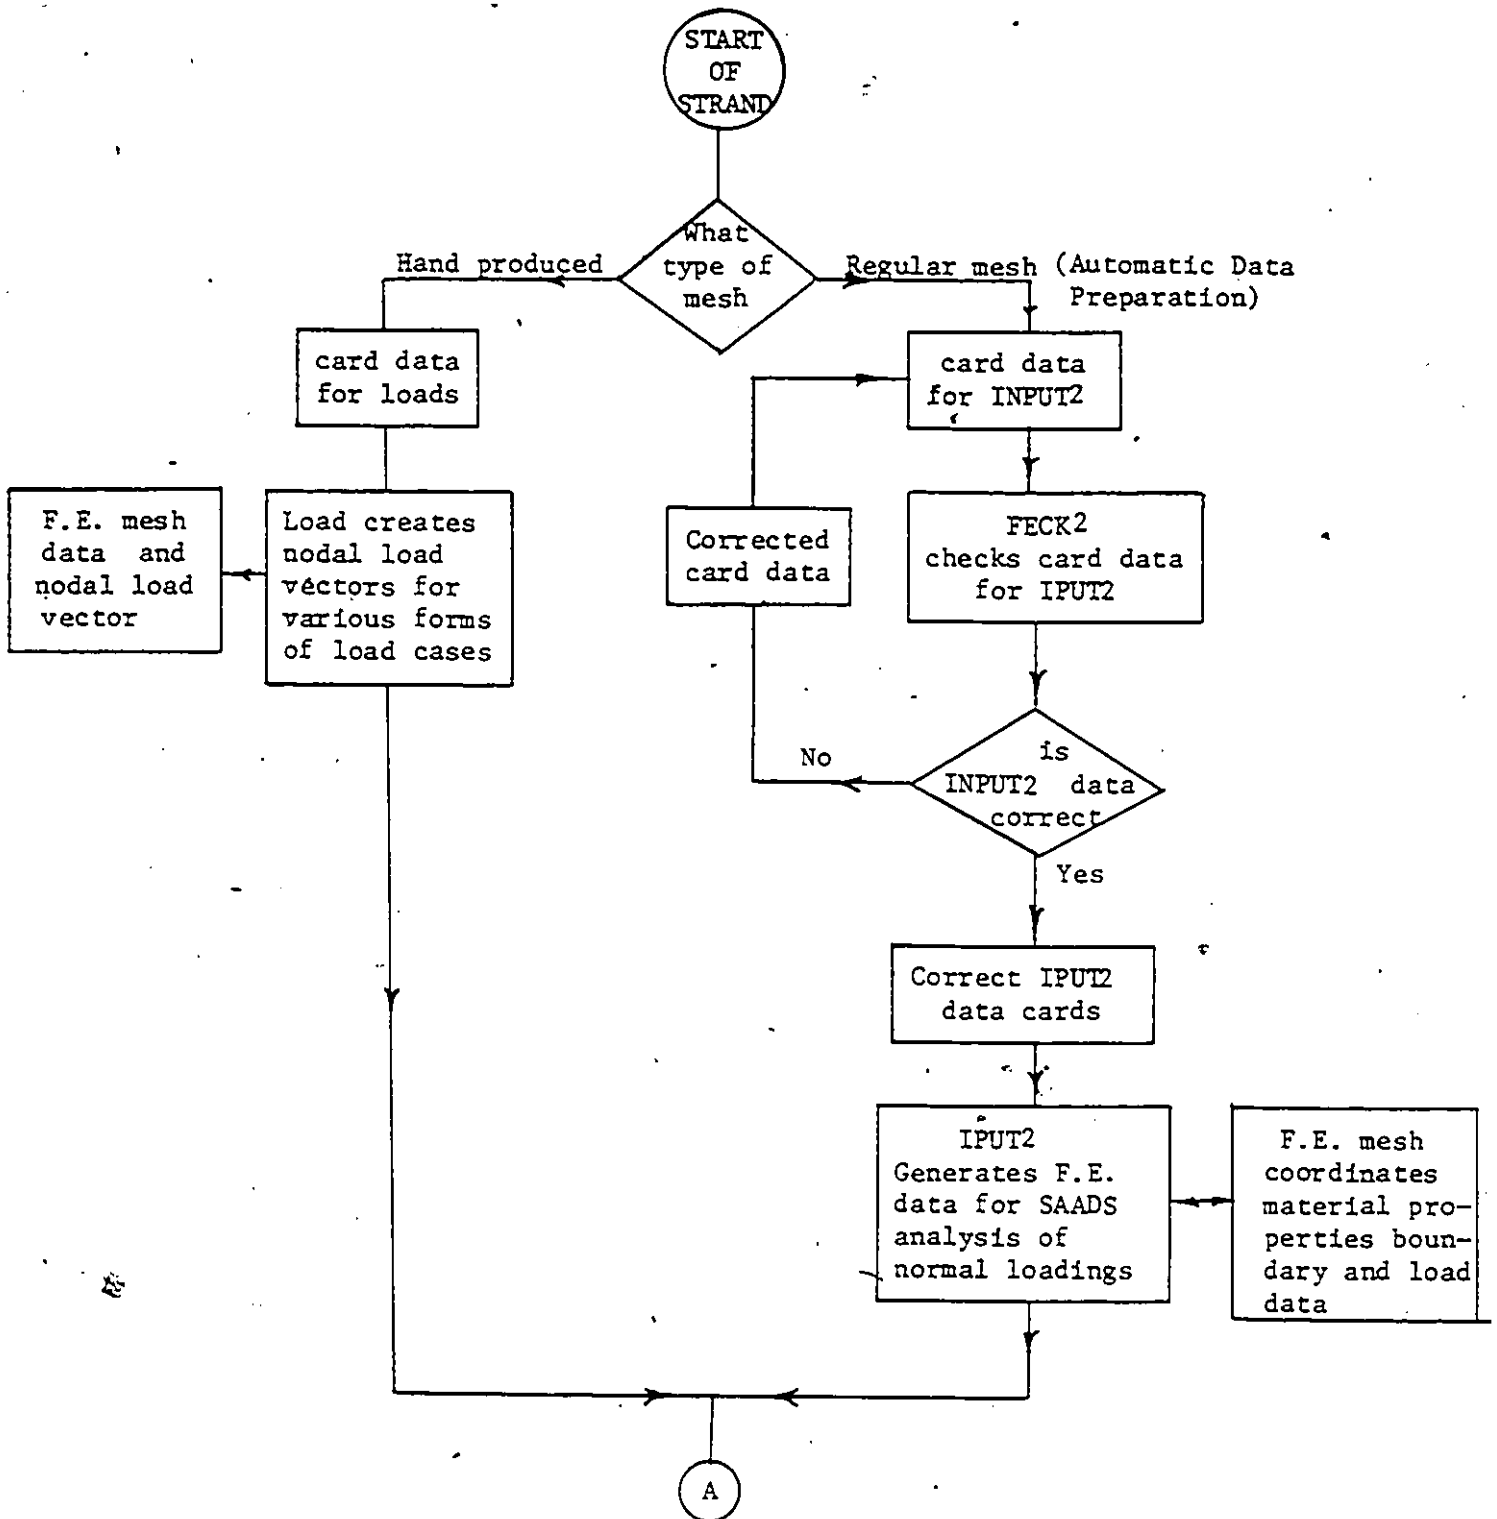 START
OF
STRAND
What
type of
mesh
Hand produced
Regular mesh (Automatic Data
Preparation)
card data
for loads
card data
for INPUT2
F.E. mesh
data and
nodal load
vector
Load creates
nodal load
vectors for
various forms
of load cases
Corrected
card data
FECK2
checks card data
for IPUT2
is
INPUT2 data
correct
No
Yes
Correct IPUT2
data cards
IPUT2
Generates F.E.
data for SAADS
analysis of
normal loadings
F.E. mesh
coordinates
material pro-
perties boun-
dary and load
data
A